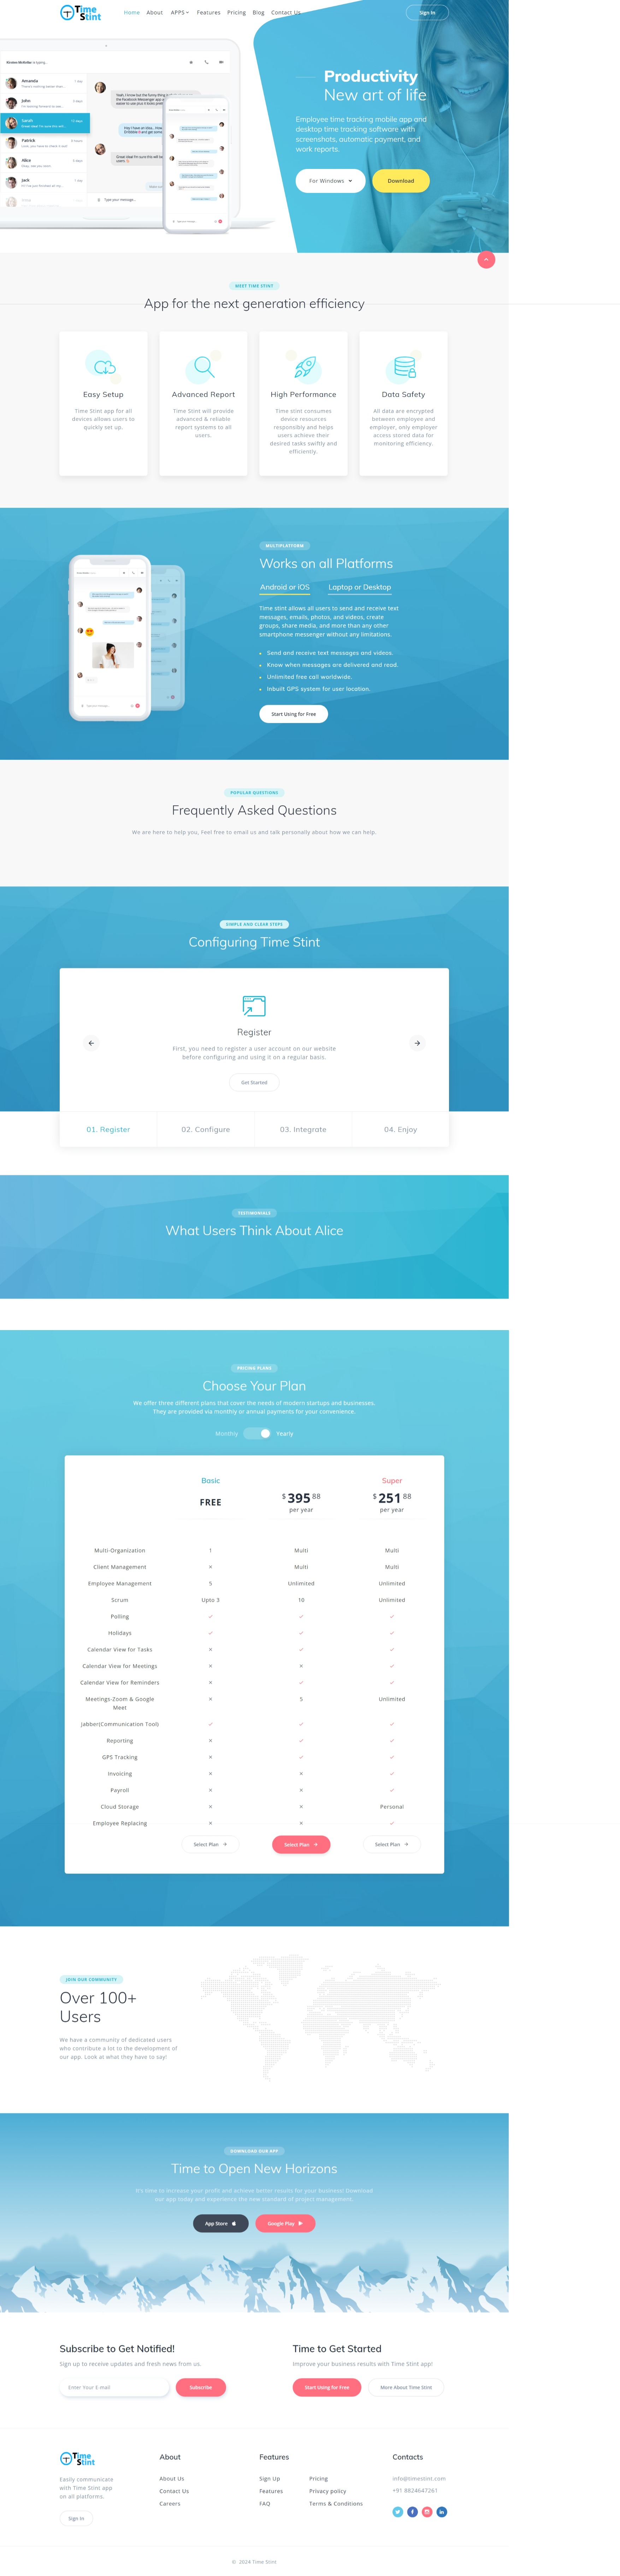 Time
Stint
Home About APPS Features Pricing Blog Contact Us
Sign In
Kirsten McKellar is typing...
Amanda
John
Sarah
Patrick
Alice
Jack
Type your message...
Productivity
New art of life
Employee time tracking mobile app and
desktop time tracking software with
screenshots, automatic payment, and
work reports.
For Windows
Download
MEET TIME STINT
App for the next generation efficiency
Easy Setup
Time Stint app for all
devices allows users to
quickly set up.
Advanced Report
Time Stint will provide
advanced & reliable
report systems to all
users.
High Performance
Time stint consumes
device resources
responsibly and helps
users achieve their
desired tasks swiftly and
efficiently.
Data Safety
All data are encrypted
between employee and
employer, only employer
access stored data for
monitoring efficiency.
MULTIPLATFORM
Works on all Platforms
Android or IOS
Laptop or Desktop
Time stint allows all users to send and receive text
messages, emails, photos, and videos, create
groups, share media, and more than any other
smartphone messenger without any limitations.
Send and receive text messages and videos.
Know when messages are delivered and read.
Unlimited free call worldwide.
Inbuilt GPS system for user location.
Start Using for Free
POPULAR QUESTIONS
Frequently Asked Questions
We are here to help you, Feel free to email us and talk personally about how we can help.
SIMPLE AND CLEAR STEPS
Configuring Time Stint
Register
First, you need to register a user account on our website
before configuring and using it on a regular basis.
Get Started
01. Register
02. Configure
03. Integrate
04. Enjoy
TESTIMONIALS
What Users Think About Alice
PRICING PLANS
Choose Your Plan
We offer three different plans that cover the needs of modern startups and businesses.
They are provided via monthly or annual payments for your convenience.
Monthly Yearly
Basic Super
FREE $ 395 88 $ 251 88
per year per year
Multi-Organization 1 Multi Multi
Client Management × Multi Multi
Employee Management 5 Unlimited Unlimited
Scrum Upto 3 10 Unlimited
Polling ✓ ✓ ✓
Holidays ✓ ✓ ✓
Calendar View for Tasks × ✓ ✓
Calendar View for Meetings × × ✓
Calendar View for Reminders × ✓ ✓
Meetings-Zoom & Google × 5 Unlimited
Meet
Jabber(Communication Tool) ✓ ✓ ✓
Reporting × ✓ ✓
GPS Tracking × ✓ ✓
Invoicing × × ✓
Payroll × × ✓
Cloud Storage × × Personal
Employee Replacing × × ✓
Select Plan Select Plan Select Plan
JOIN OUR COMMUNITY
Over 100+
Users
We have a community of dedicated users
who contribute a lot to the development of
our app. Look at what they have to say!
DOWNLOAD OUR APP
Time to Open New Horizons
It's time to increase your profit and achieve better results for your business! Download
our app today and experience the new standard of project management.
App Store
Google Play
Subscribe to Get Notified!
Sign up to receive updates and fresh news from us.
Enter Your E-mail
Subscribe
Time to Get Started
Improve your business results with Time Stint app!
Start Using for Free
More About Time Stint
Time
Stint
Easily communicate
with Time Stint app
on all platforms.
Sign In
About
About Us
Contact Us
Careers
Features
Sign Up
Features
FAQ
Pricing
Privacy policy
Terms & Conditions
Contacts
info@timestint.com
+91 8824647261
© 2024 Time Stint